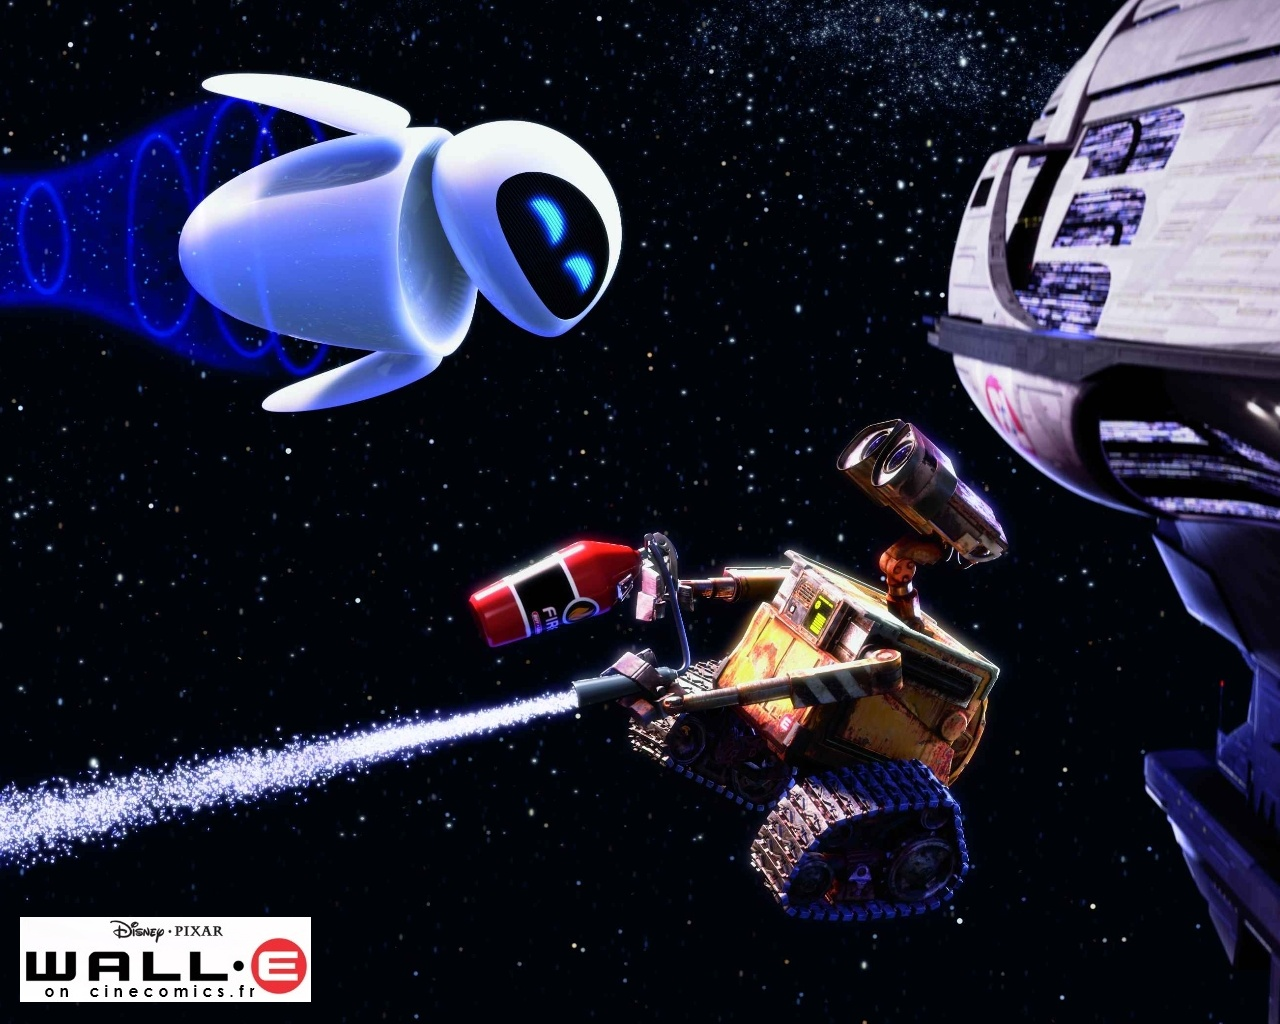 FIR
DISNEY · PIXAR
WALL·E
on cinecomics.fr